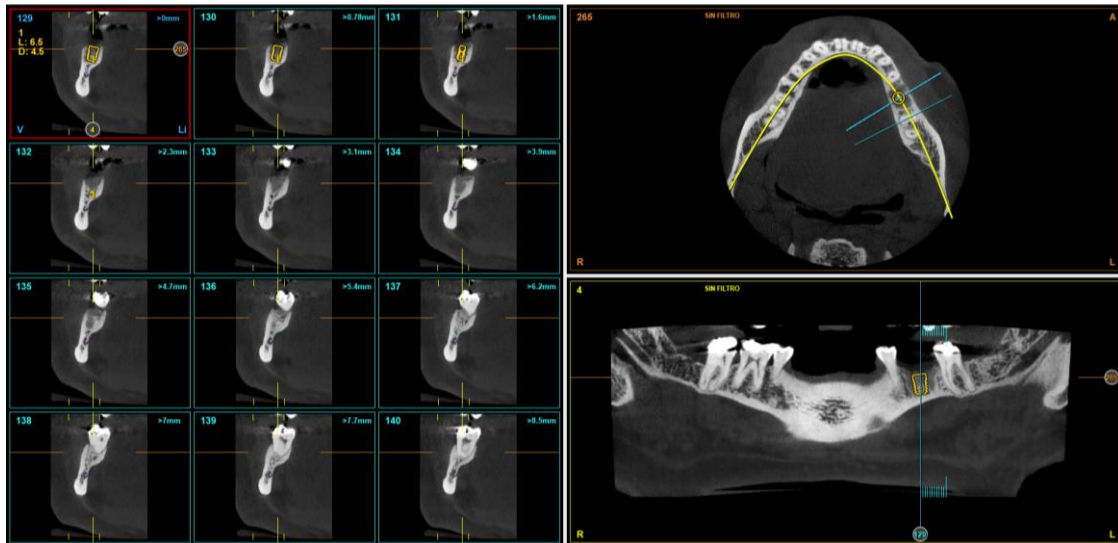 129
>0mm
1
L: 6.5
D: 4.5
265
V
4
Li
130
>0.78mm
131
>1.6mm
132
>2.3mm
133
>3.1mm
134
>3.9mm
135
>4.7mm
136
>5.4mm
137
>6.2mm
138
>7mm
139
>7.7mm
140
>8.5mm
265
SIN FILTRO
A
R
L
4
SIN FILTRO
265
R
129
L